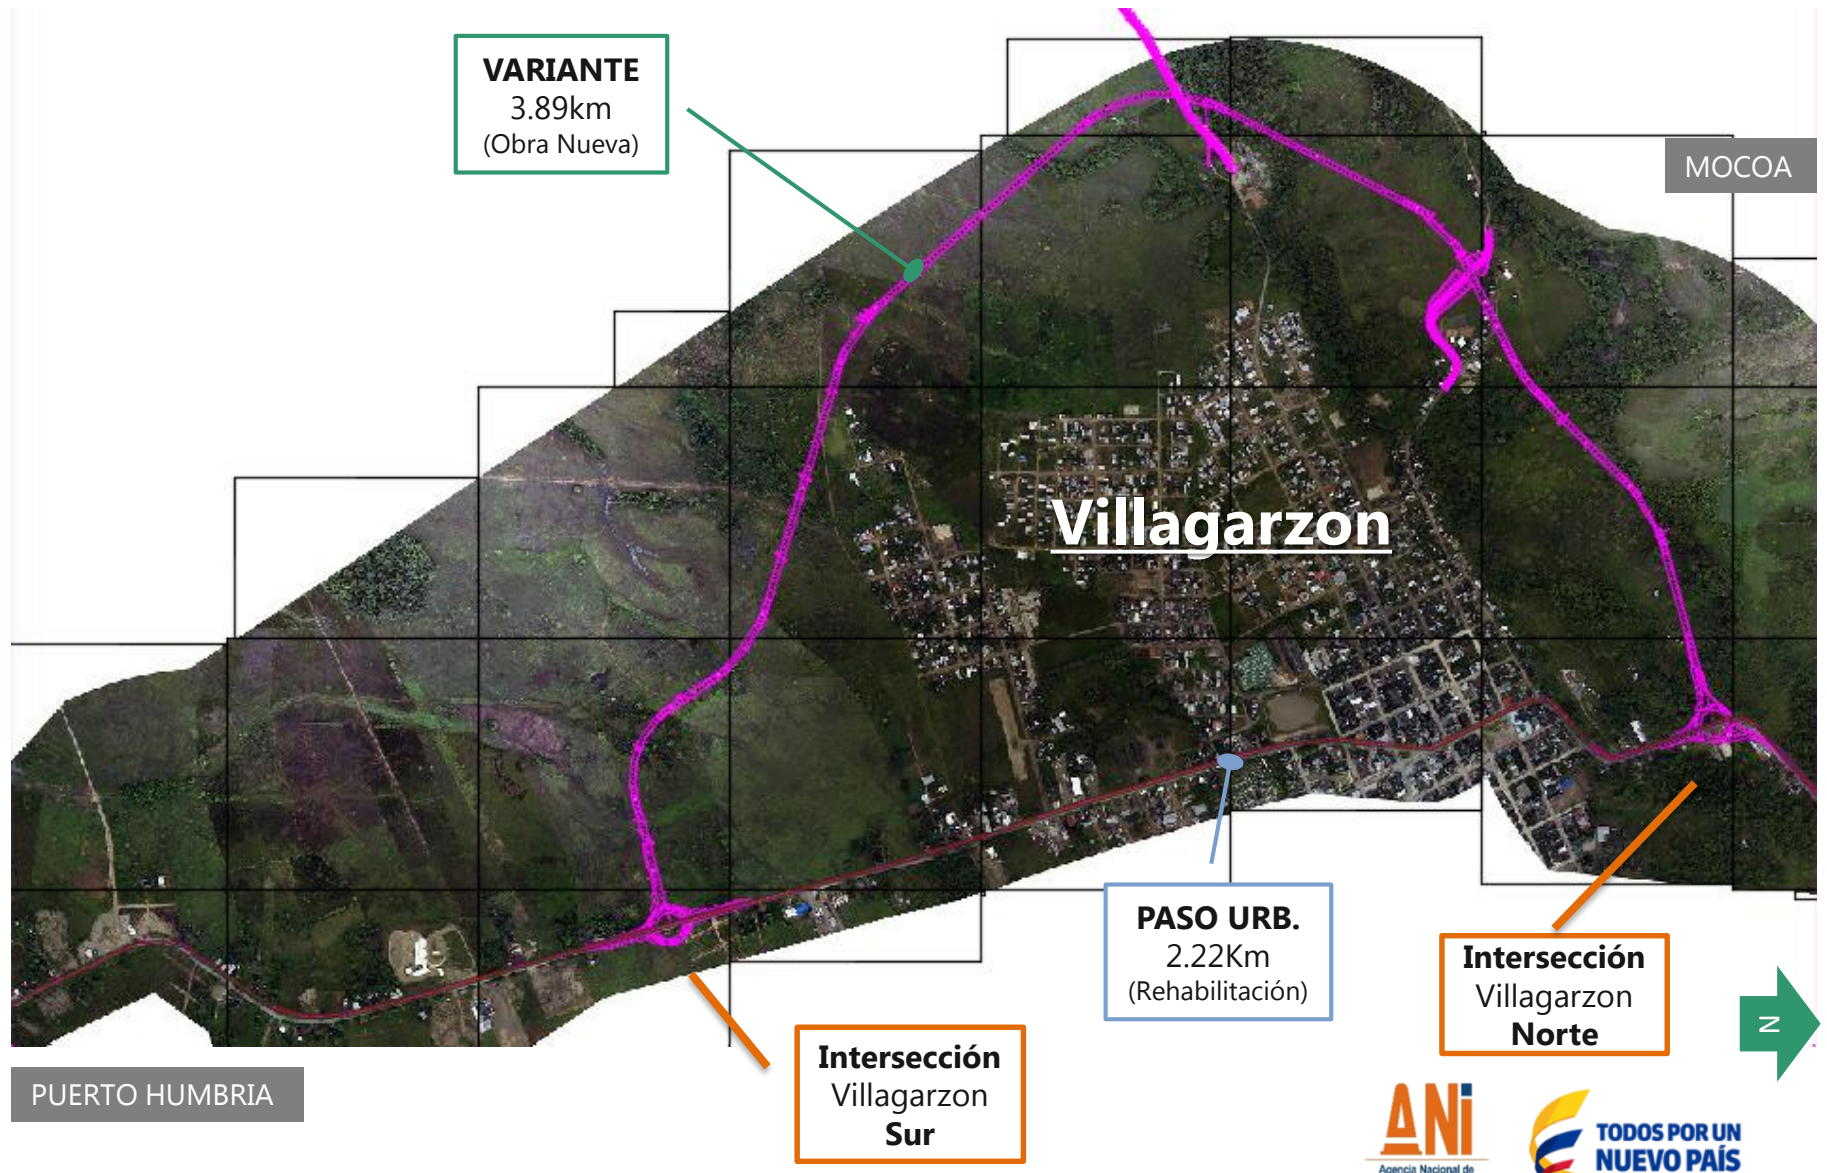 VARIANTE
3.89km
(Obra Nueva)
MOCOA
Villagarzon
PASO URB.
2.22Km
(Rehabilitación)
Intersección
Villagarzon
Norte
N
Intersección
Villagarzon
Sur
PUERTO HUMBRIA
ANi
Agencia Nacional de
TODOS POR UN
NUEVO PAÍS